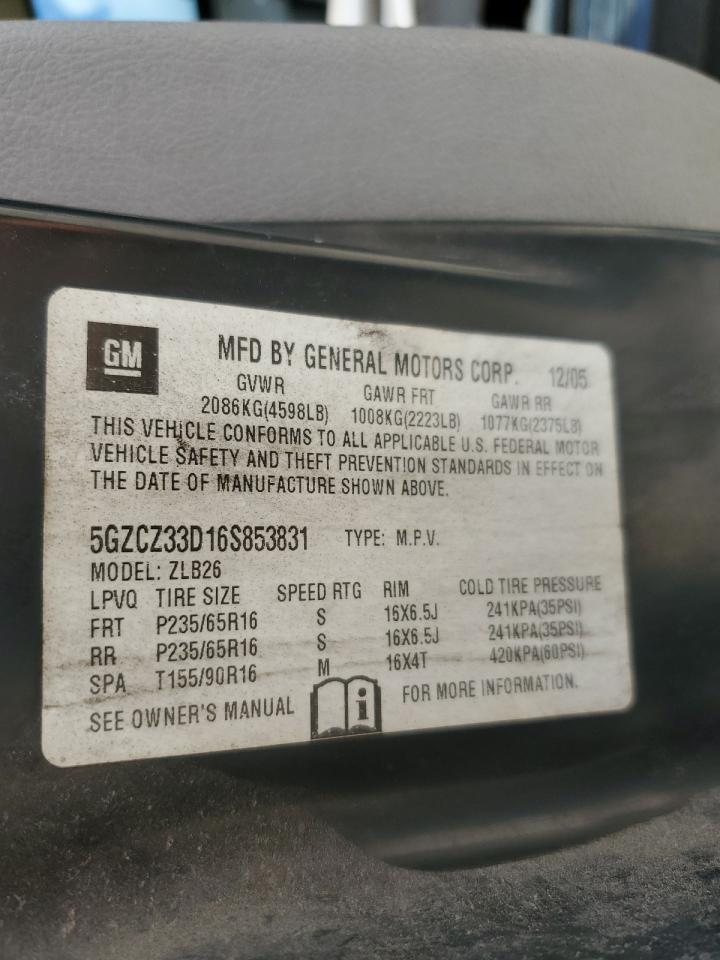 GM
MFD BY GENERAL MOTORS CORP. 12/05
GVWR GAWR FRT GAWR RR
2086KG(4598LB) 1008KG(2223LB) 1077KG(2375LB)
THIS VEHICLE CONFORMS TO ALL APPLICABLE U.S. FEDERAL MOTOR
VEHICLE SAFETY AND THEFT PREVENTION STANDARDS IN EFFECT ON
THE DATE OF MANUFACTURE SHOWN ABOVE.
5GZCZ33D16S853831 TYPE: M.P.V.
MODEL: ZLB26
LPVQ TIRE SIZE SPEED RTG RIM COLD TIRE PRESSURE
FRT P235/65R16 S 16X6.5J 241KPA(35PSI)
RR P235/65R16 S 16X6.5J 241KPA(35PSI)
SPA T155/90R16 M 16X4T 420KPA(60PSI)
SEE OWNER'S MANUAL i FOR MORE INFORMATION.